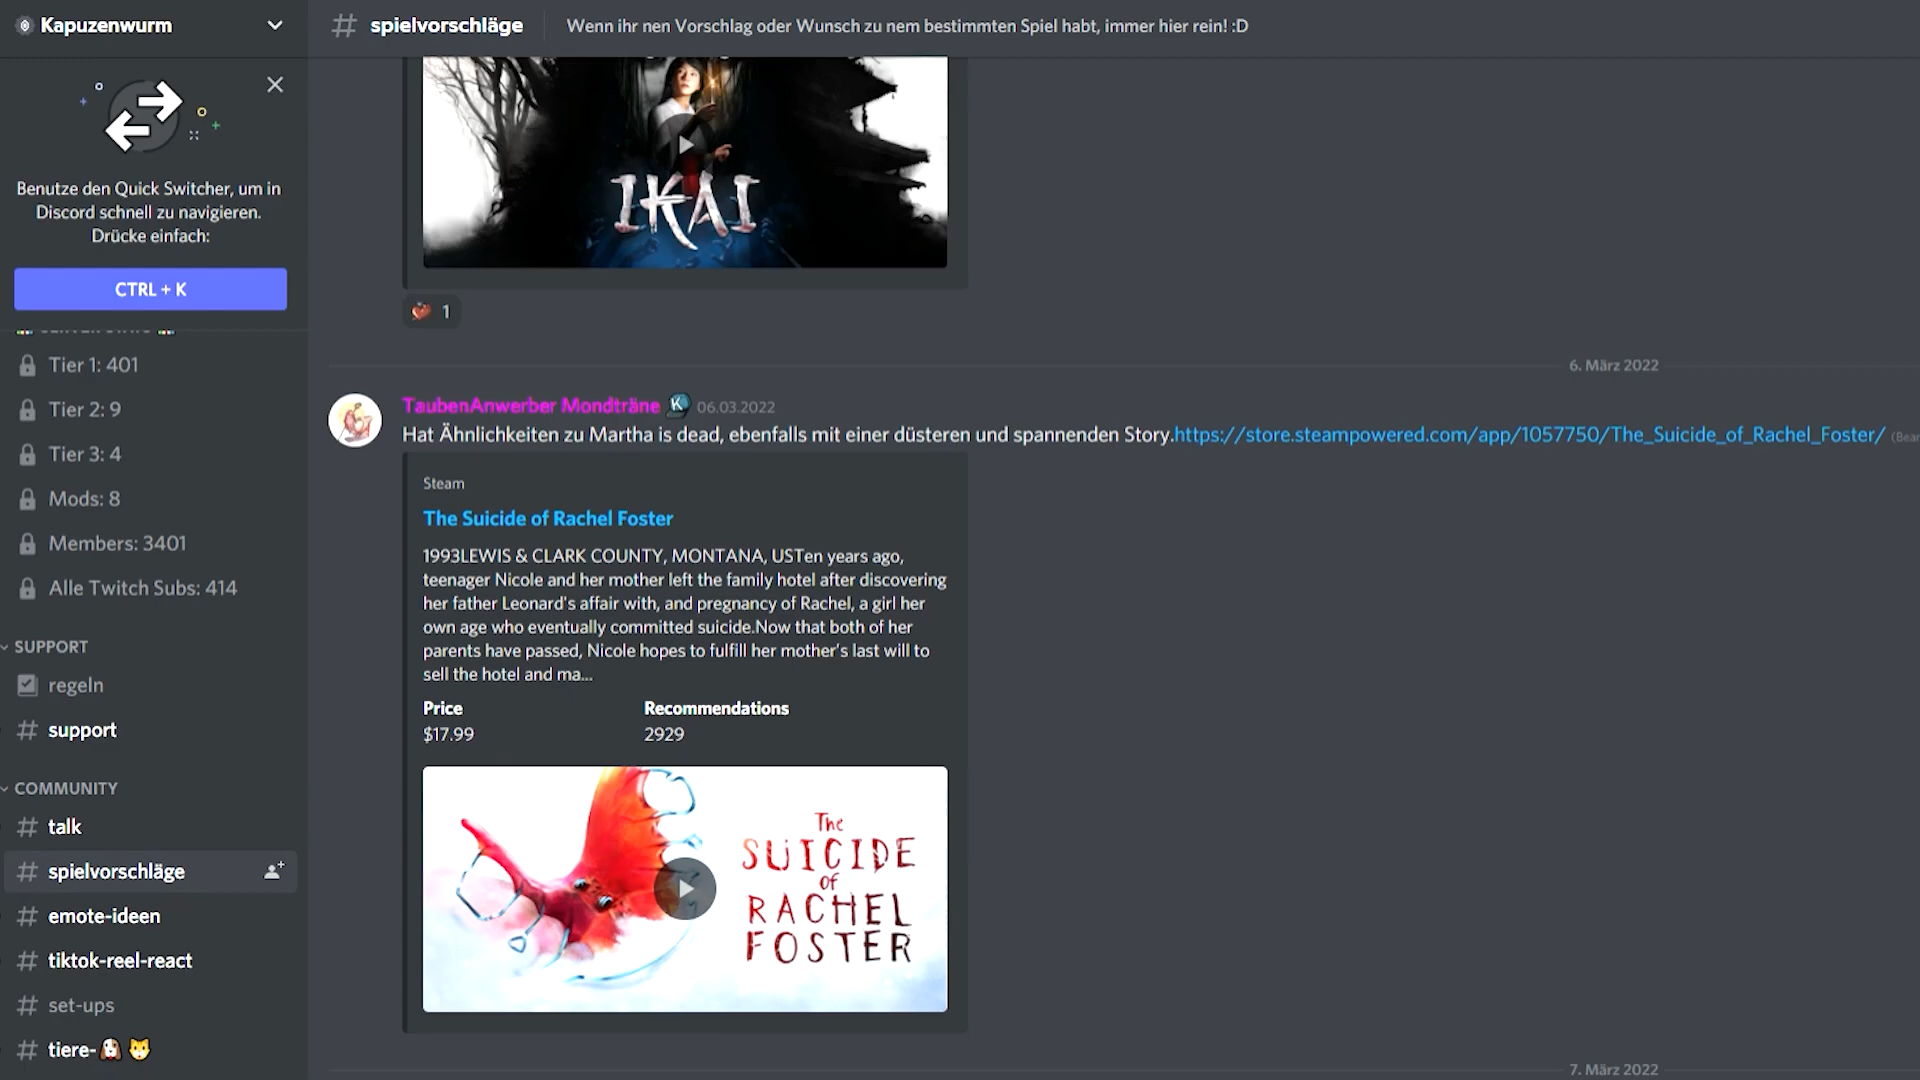 Kapuzenwurm
# spielvorschläge
Wenn ihr nen Vorschlag oder Wunsch zu nem bestimmten Spiel habt, immer hier rein! :D
Benutze den Quick Switcher, um in
Discord schnell zu navigieren.
Drücke einfach:
CTRL + K
Tier 1: 401
Tier 2: 9
Tier 3: 4
Mods: 8
Members: 3401
Alle Twitch Subs: 414
SUPPORT
regeln
# support
COMMUNITY
# talk
# spielvorschläge
# emote-ideen
# tiktok-reel-react
# set-ups
# tiere-🐶🐱
IKAI
1
6. März 2022
TaubenAnwerber Mondträne K 06.03.2022
Hat Ähnlichkeiten zu Martha is dead, ebenfalls mit einer düsteren und spannenden Story.https://store.steampowered.com/app/1057750/The_Suicide_of_Rachel_Foster/ (Bear
Steam
The Suicide of Rachel Foster
1993LEWIS & CLARK COUNTY, MONTANA, USTen years ago,
teenager Nicole and her mother left the family hotel after discovering
her father Leonard's affair with, and pregnancy of Rachel, a girl her
own age who eventually committed suicide.Now that both of her
parents have passed, Nicole hopes to fulfill her mother's last will to
sell the hotel and ma...
Price Recommendations
$17.99 2929
The
SUICIDE
of
RACHEL
FOSTER
7. März 2022